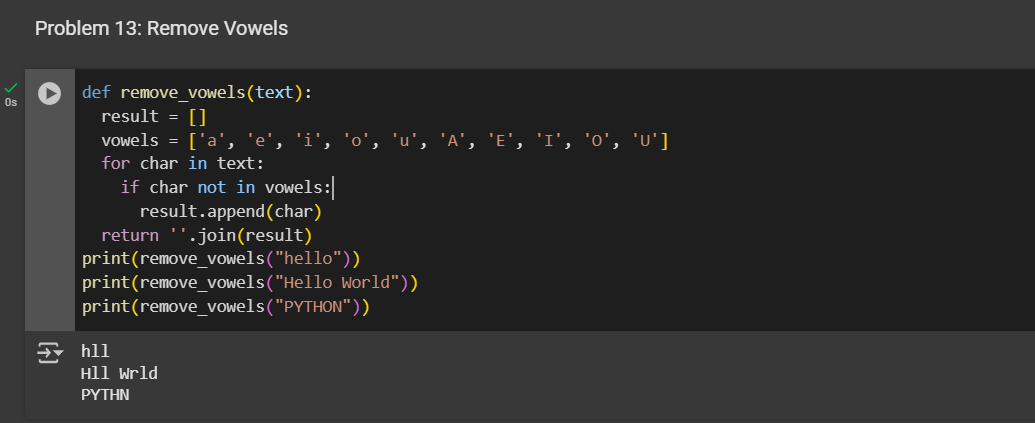 Problem 13: Remove Vowels
0s
def remove_vowels(text):
  result = []
  vowels = ['a', 'e', 'i', 'o', 'u', 'A', 'E', 'I', 'O', 'U']
  for char in text:
    if char not in vowels:
      result.append(char)
  return ''.join(result)
print(remove_vowels("hello"))
print(remove_vowels("Hello World"))
print(remove_vowels("PYTHON"))
hll
Hll Wrld
PYTHN